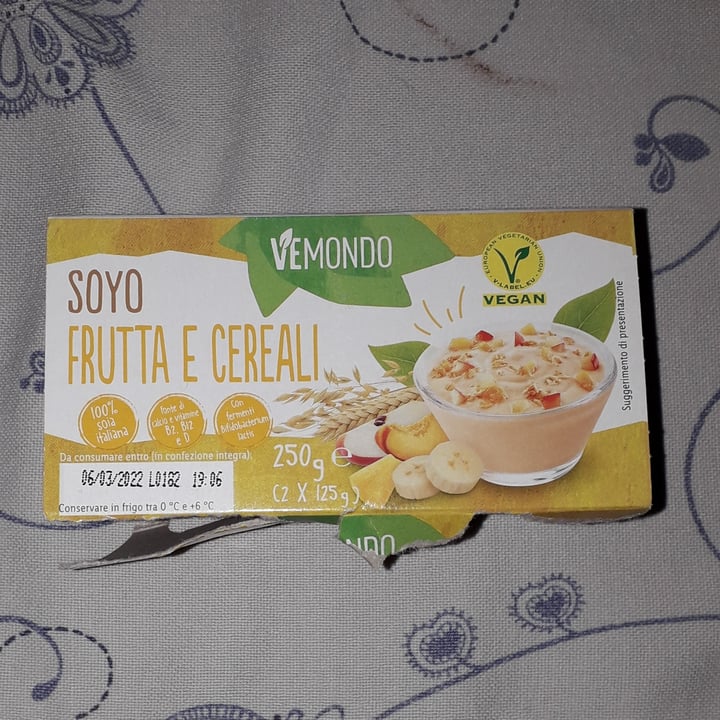 VEMONDO
SOYO
FRUTTA E CEREALI
EUROPEAN VEGETARIAN UNION
V-LABEL.EU
VEGAN
Suggerimento di presentazione
100%
soia
italiana
Fonte di
calcio e vitamine
B2, B12
e D
Con
fermenti
Bifidobacterium
lactis
Da consumare entro (in confezione integra):
06/03/2022 L0182 19:06
Conservare in frigo tra 0 °C e +6 °C
250g e
(2 X 125g)
NDO